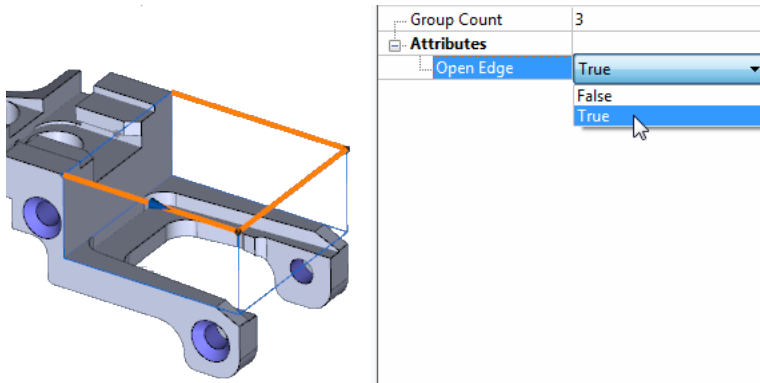 Group Count 3
Attributes
Open Edge True
False
True